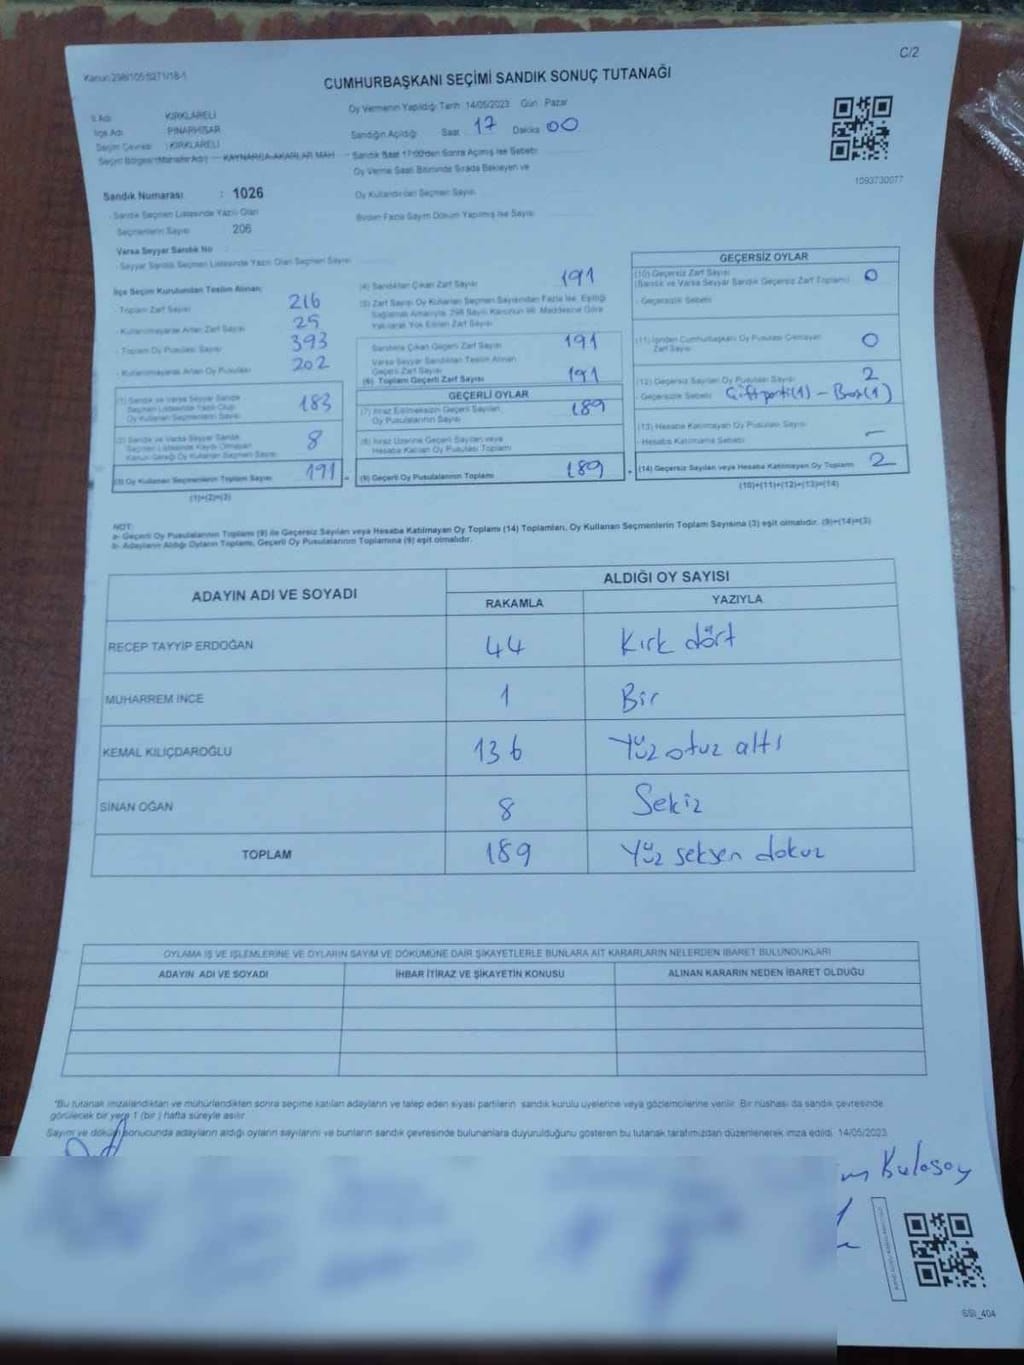 C/2
Kanun:298/105:5271/18-1
CUMHURBAŞKANI SEÇİMİ SANDIK SONUÇ TUTANAĞI
İl Adı KIRKLARELİ
İlçe Adı PINARHİSAR
Seçim Çevresi : KIRKLARELİ
Seçim Bölgesi (Mahalle Adı) KAYNARCA-AKARLAR MAH
Sandık Numarası : 1026
- Sandık Seçmen Listesinde Yazılı Olan
Seçmenlerin Sayısı 206
Varsa Seyyar Sandık No
- Seyyar Sandık Seçmen Listesinde Yazılı Olan Seçmen Sayısı
Oy Vermenin Yapıldığı Tarih 14/05/2023 Gün : Pazar
Sandığın Açıldığı Saat 17 Dakika 00
Sandık Saat 17:00'den Sonra Açılmış İse Sebebi
Oy Verme Saati Bitiminde Sırada Bekleyen ve
Oy Kullandırılan Seçmen Sayısı
Birden Fazla Sayım Döküm Yapılmış İse Sayısı
1093730077
İlçe Seçim Kurulundan Teslim Alınan;
- Toplam Zarf Sayısı 216
- Kullanılmayarak Artan Zarf Sayısı 25
- Toplam Oy Pusulası Sayısı 393
- Kullanılmayarak Artan Oy Pusulası 202
(1) Sandık ve Varsa Seyyar Sandık
Seçmen Listesinde Yazılı Olup
Oy Kullanan Seçmenlerin Sayısı 183
(2) Sandık ve Varsa Seyyar Sandık
Seçmen Listesinde Kaydı Olmayan
Kanun Gereği Oy Kullanan Seçmen Sayısı 8
(3) Oy Kullanan Seçmenlerin Toplam Sayısı 191
(1)+(2)=(3)
(4) Sandıktan Çıkan Zarf Sayısı 191
(5) Zarf Sayısı Oy Kullanan Seçmen Sayısından Fazla İse, Eşitliği
Sağlamak Amacıyla, 298 Sayılı Kanunun 98. Maddesine Göre
Yakılarak Yok Edilen Zarf Sayısı
Sandıkta Çıkan Geçerli Zarf Sayısı 191
Varsa Seyyar Sandıktan Teslim Alınan
Geçerli Zarf Sayısı
(6) Toplam Geçerli Zarf Sayısı 191
GEÇERLİ OYLAR
(7) İtiraz Edilmeksizin Geçerli Sayılan
Oy Pusulasının Sayısı 189
(8) İtiraz Üzerine Geçerli Sayılan veya
Hesaba Katılan Oy Pusulası Toplamı
(9) Geçerli Oy Pusulalarının Toplamı 189
GEÇERSİZ OYLAR
(10) Geçersiz Zarf Sayısı 0
(Sandık ve Varsa Seyyar Sandık Geçersiz Zarf Toplamı)
- Geçersizlik Sebebi
(11) İçinden Cumhurbaşkanı Oy Pusulası Çıkmayan
Zarf Sayısı 0
(12) Geçersiz Sayılan Oy Pusulası Sayısı 2
- Geçersizlik Sebebi
(13) Hesaba Katılmayan Oy Pusulası Sayısı –
- Hesaba Katılmama Sebebi
(14) Geçersiz Sayılan veya Hesaba Katılmayan Oy Toplamı 2
(10)+(11)+(12)+(13)=(14)
NOT:
a- Geçerli Oy Pusulalarının Toplamı (9) ile Geçersiz Sayılan veya Hesaba Katılmayan Oy Toplamı (14) Toplamları, Oy Kullanan Seçmenlerin Toplam Sayısına (3) eşit olmalıdır. (9)+(14)=(3)
b- Adayların Aldığı Oyların Toplamı, Geçerli Oy Pusulalarının Toplamına (9) eşit olmalıdır.
ADAYIN ADI VE SOYADI
ALDIĞI OY SAYISI
RAKAMLA YAZIYLA
RECEP TAYYİP ERDOĞAN 44 Kırk dört
MUHARREM İNCE 1 Bir
KEMAL KILIÇDAROĞLU 136 Yüz otuz altı
SİNAN OĞAN 8 Sekiz
TOPLAM 189 Yüz seksen dokuz
OYLAMA İŞ VE İŞLEMLERİNE VE OYLARIN SAYIM VE DÖKÜMÜNE DAİR ŞİKAYETLERLE BUNLARA AİT KARARLARIN NELERDEN İBARET BULUNDUKLARI
ADAYIN ADI VE SOYADI İHBAR İTİRAZ VE ŞİKAYETİN KONUSU ALINAN KARARIN NEDEN İBARET OLDUĞU
"Bu tutanak imzalandıktan ve mühürlendikten sonra seçime katılan adayların ve talep eden siyasi partilerin sandık kurulu üyelerine veya gözlemcilerine verilir. Bir nüshası da sandık çevresinde
görülecek bir yere 1 (bir) hafta süreyle asılır.
Sayım ve döküm sonucunda adayların aldığı oyların sayılarını ve bunların sandık çevresinde bulunanlara duyurulduğunu gösteren bu tutanak tarafımızdan düzenlenerek imza edildi. 14/05/2023
SSI_404